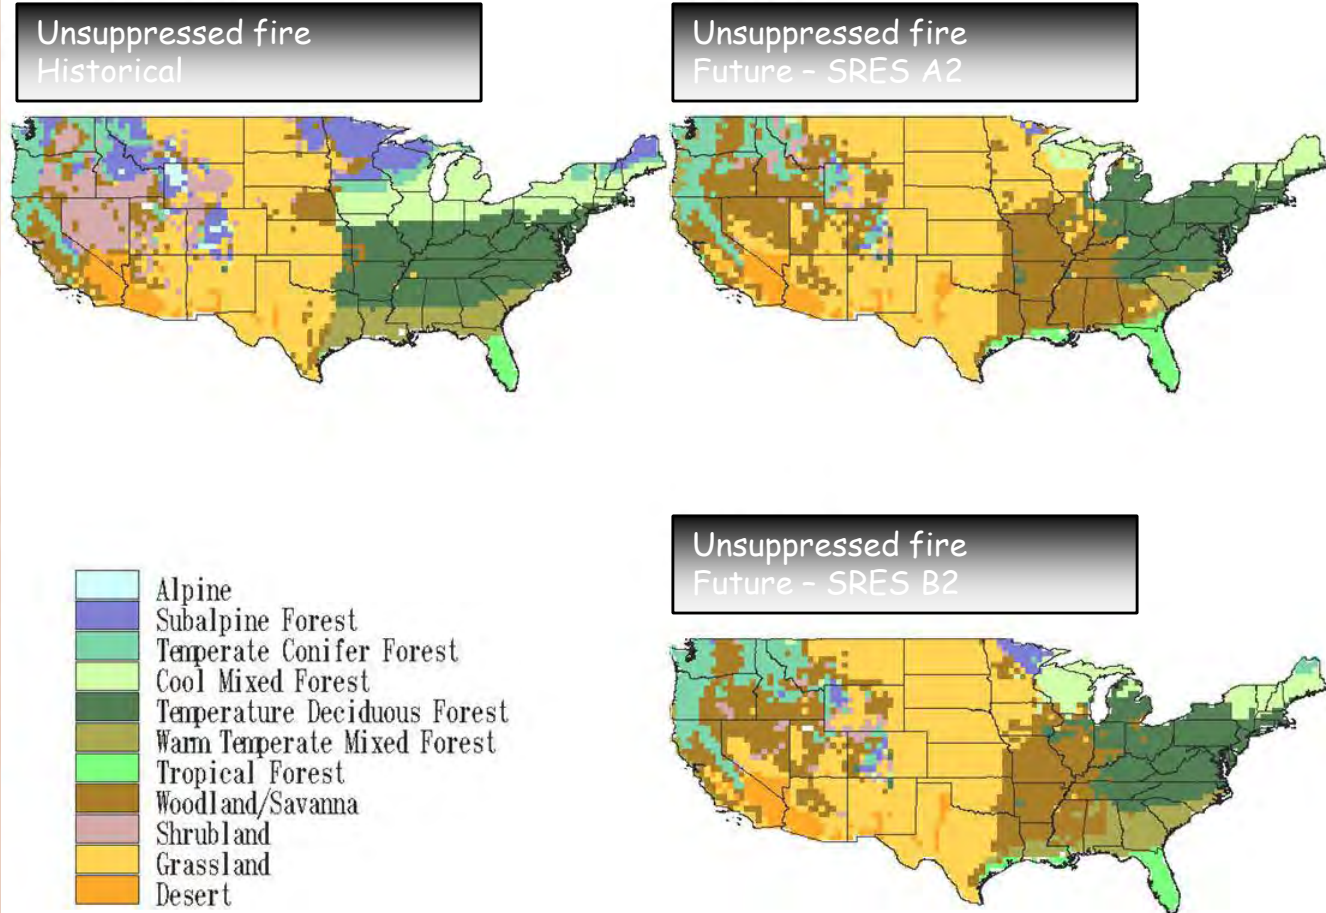 Unsuppressed fire
Historical
Unsuppressed fire
Future – SRES A2
Unsuppressed fire
Future – SRES B2
Alpine
Subalpine Forest
Temperate Conifer Forest
Cool Mixed Forest
Temperature Deciduous Forest
Warm Temperate Mixed Forest
Tropical Forest
Woodland/Savanna
Shrubland
Grassland
Desert